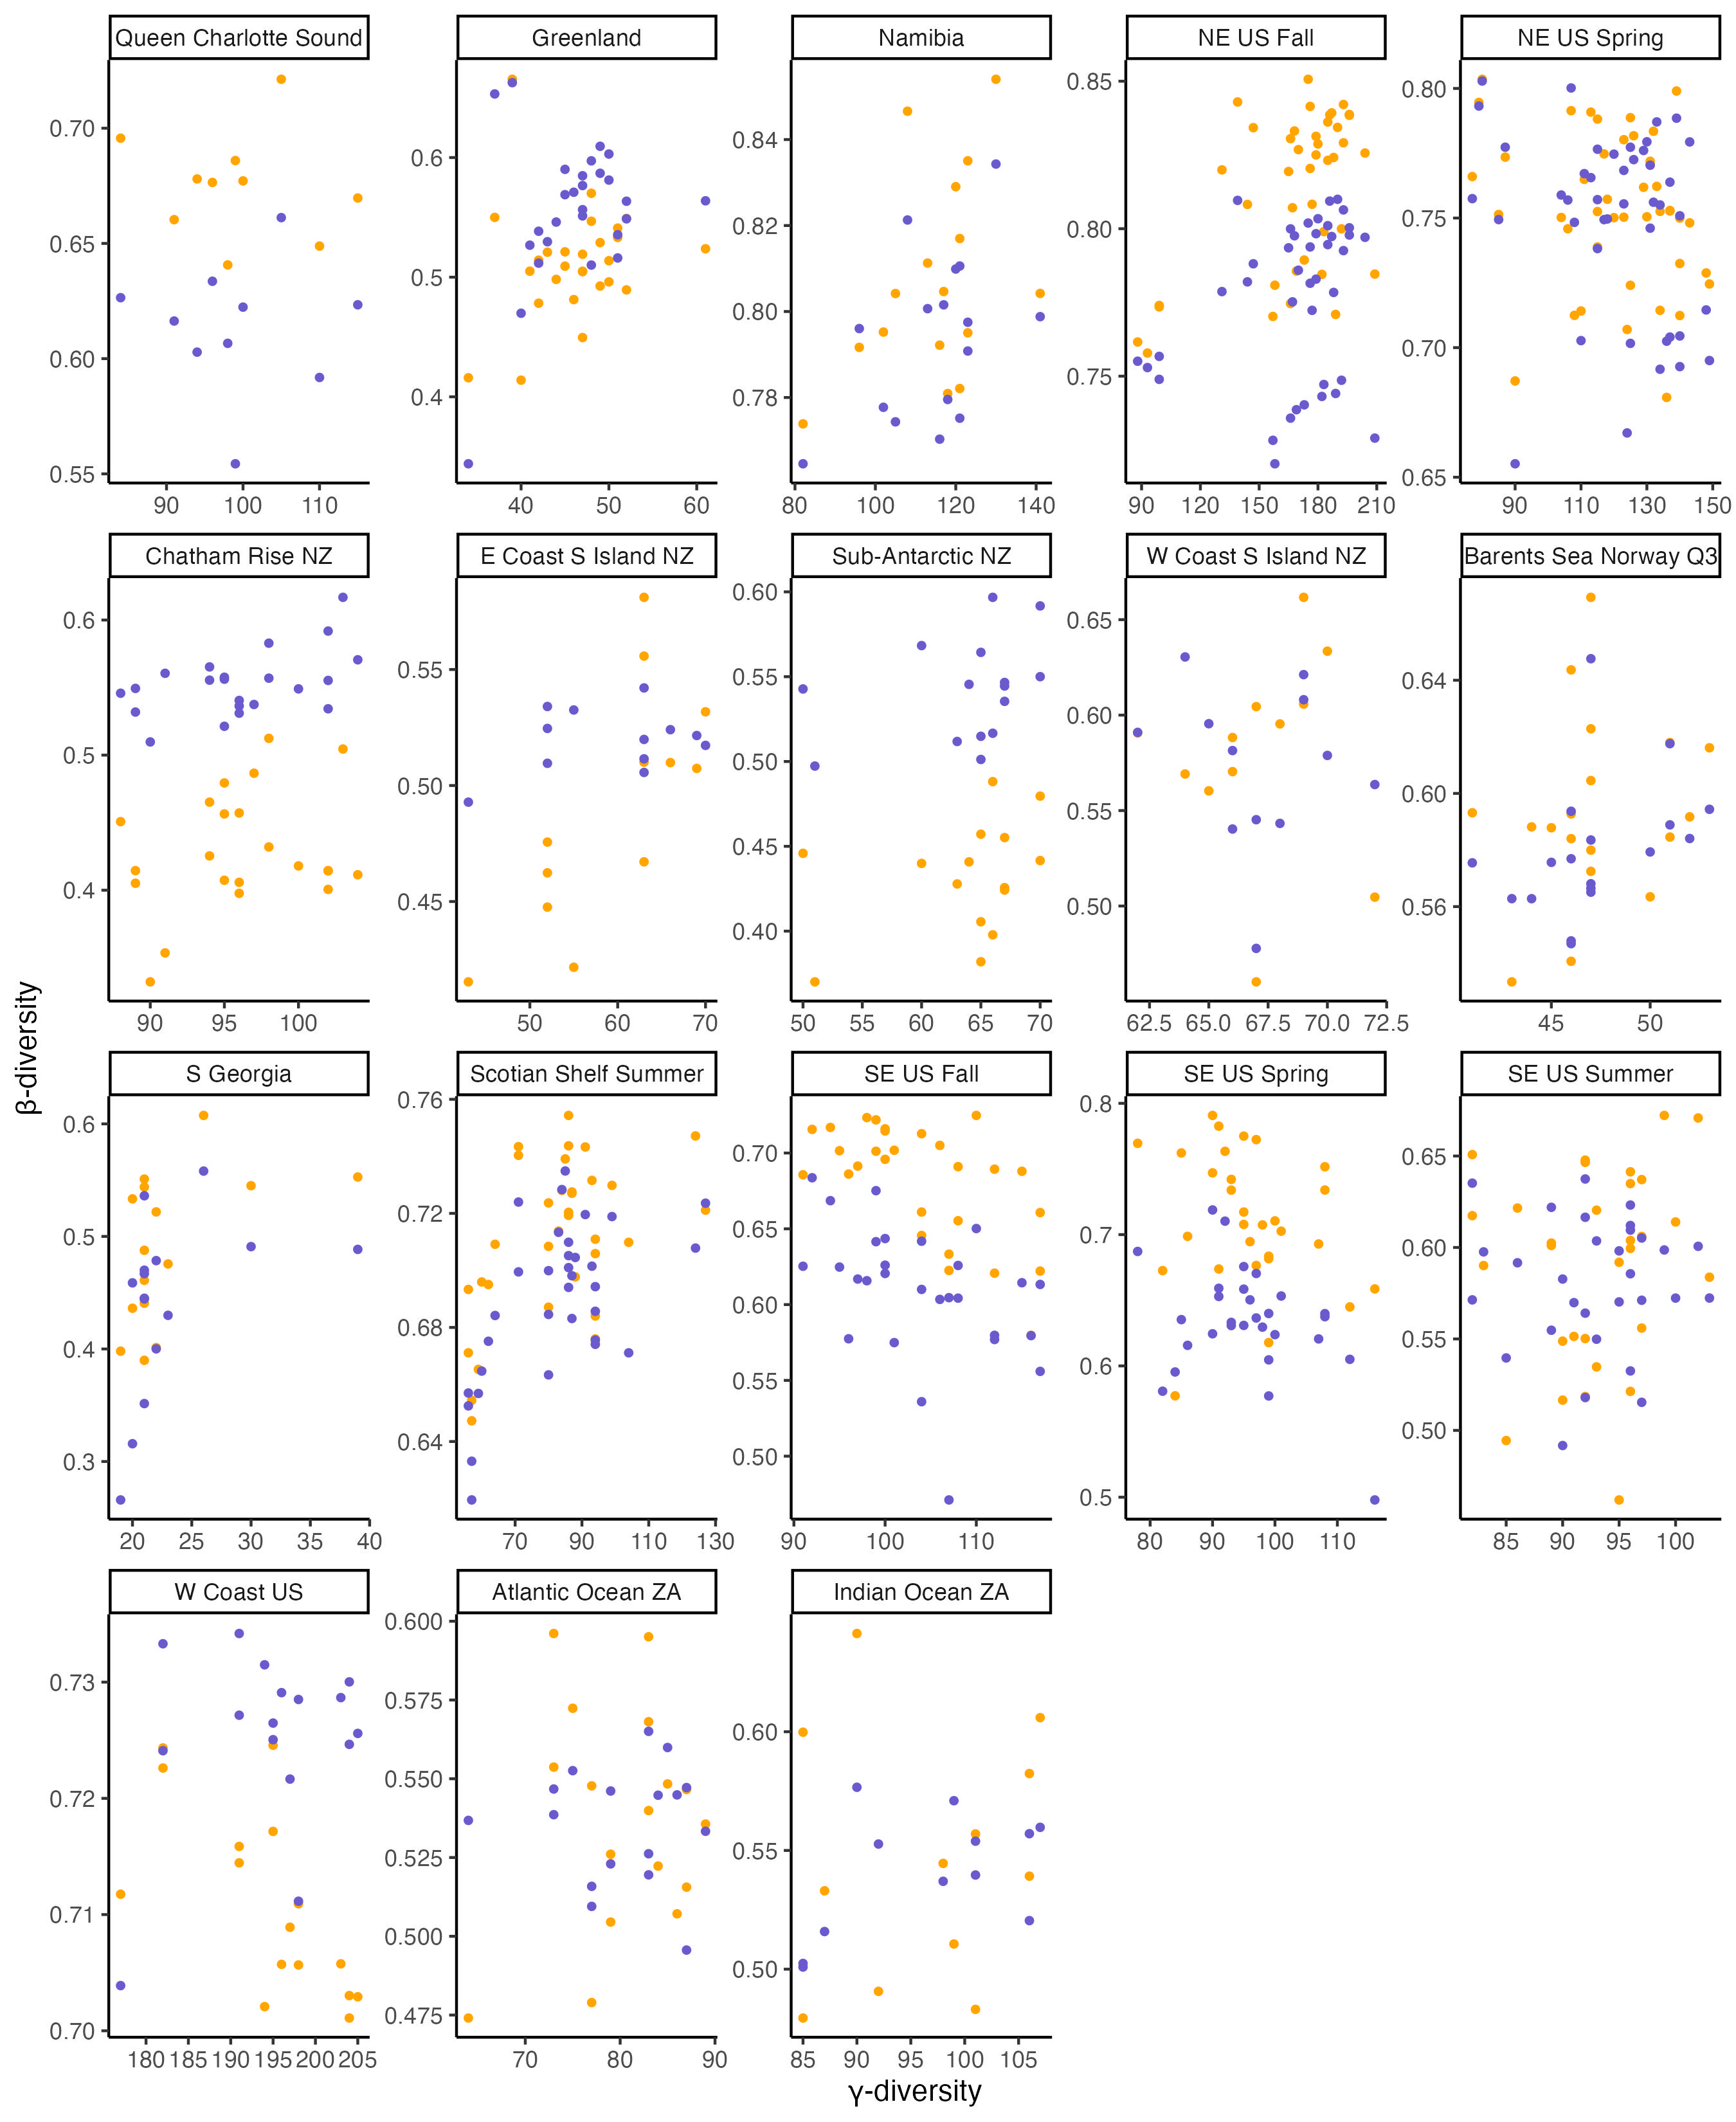 Queen Charlotte Sound
Greenland
Namibia
NE US Fall
NE US Spring
0.70
0.65
0.60
0.55
90 100 110
0.6
0.5
0.4
40 50 60
0.84
0.82
0.80
0.78
80 100 120 140
0.85
0.80
0.75
90 120 150 180 210
0.80
0.75
0.70
0.65
90 110 130 150
Chatham Rise NZ
E Coast S Island NZ
Sub-Antarctic NZ
W Coast S Island NZ
Barents Sea Norway Q3
0.6
0.5
0.4
90 95 100
0.55
0.50
0.45
50 60 70
0.60
0.55
0.50
0.45
0.40
50 55 60 65 70
0.65
0.60
0.55
0.50
62.5 65.0 67.5 70.0 72.5
0.64
0.60
0.56
45 50
β-diversity
S Georgia
Scotian Shelf Summer
SE US Fall
SE US Spring
SE US Summer
0.6
0.5
0.4
0.3
20 25 30 35 40
0.76
0.72
0.68
0.64
70 90 110 130
0.70
0.65
0.60
0.55
0.50
90 100 110
0.8
0.7
0.6
0.5
80 90 100 110
0.65
0.60
0.55
0.50
85 90 95 100
W Coast US
Atlantic Ocean ZA
Indian Ocean ZA
0.73
0.72
0.71
0.70
180 185 190 195 200 205
0.600
0.575
0.550
0.525
0.500
0.475
70 80 90
0.60
0.55
0.50
85 90 95 100 105
γ-diversity